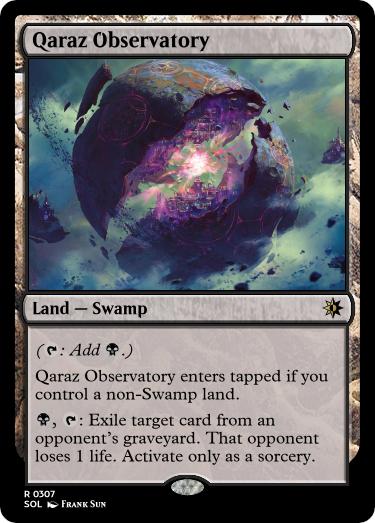 Qaraz Observatory
Land — Swamp
(: Add .)
Qaraz Observatory enters tapped if you
control a non-Swamp land.
, : Exile target card from an
opponent's graveyard. That opponent
loses 1 life. Activate only as a sorcery.
R 0307
SOL Frank Sun